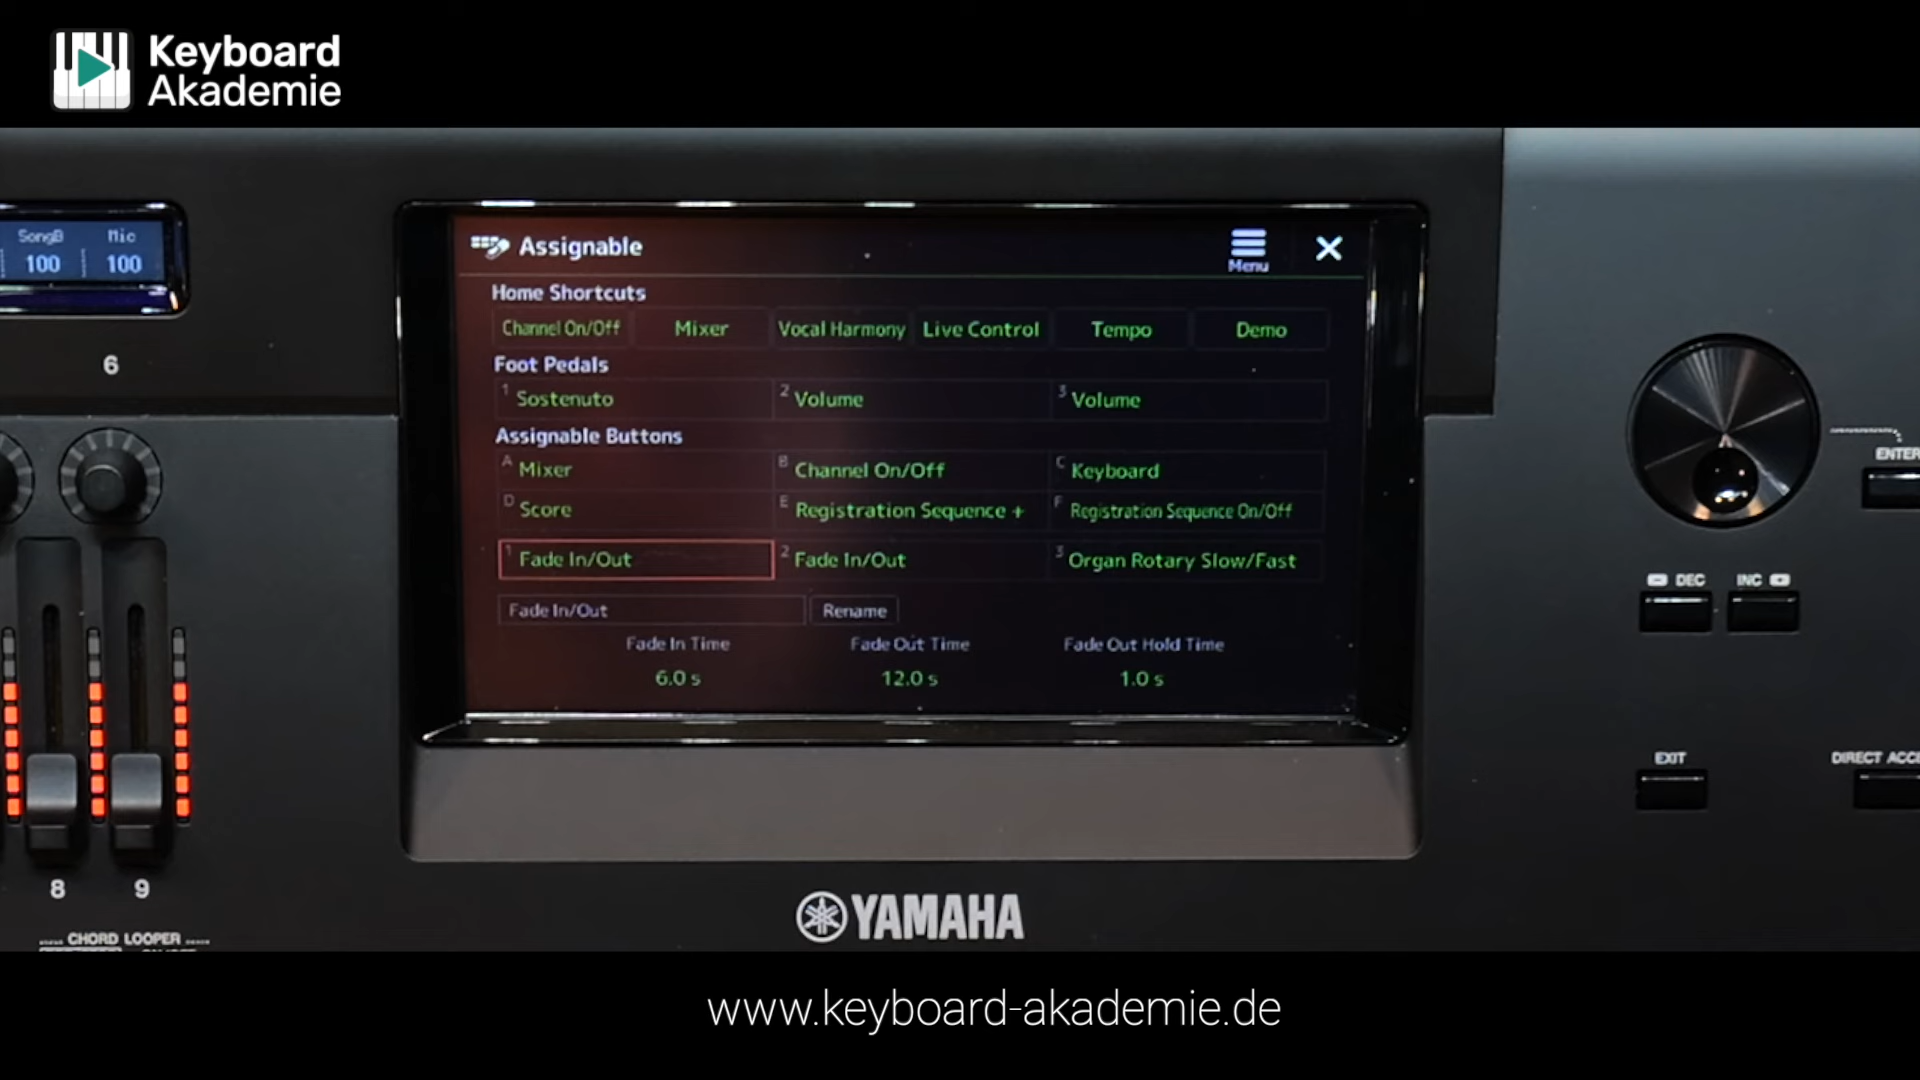 Keyboard
Akademie
SongB Mic
100 100
6
Assignable
Menu
Home Shortcuts
Channel On/Off Mixer Vocal Harmony Live Control Tempo Demo
Foot Pedals
1 Sostenuto 2 Volume 3 Volume
Assignable Buttons
A Mixer B Channel On/Off C Keyboard
D Score E Registration Sequence + F Registration Sequence On/Off
1 Fade In/Out 2 Fade In/Out 3 Organ Rotary Slow/Fast
Fade In/Out Rename
Fade In Time Fade Out Time Fade Out Hold Time
6.0 s 12.0 s 1.0 s
ENTER
DEC INC
EXIT DIRECT ACCE
8 9
CHORD LOOPER
YAMAHA
www.keyboard-akademie.de